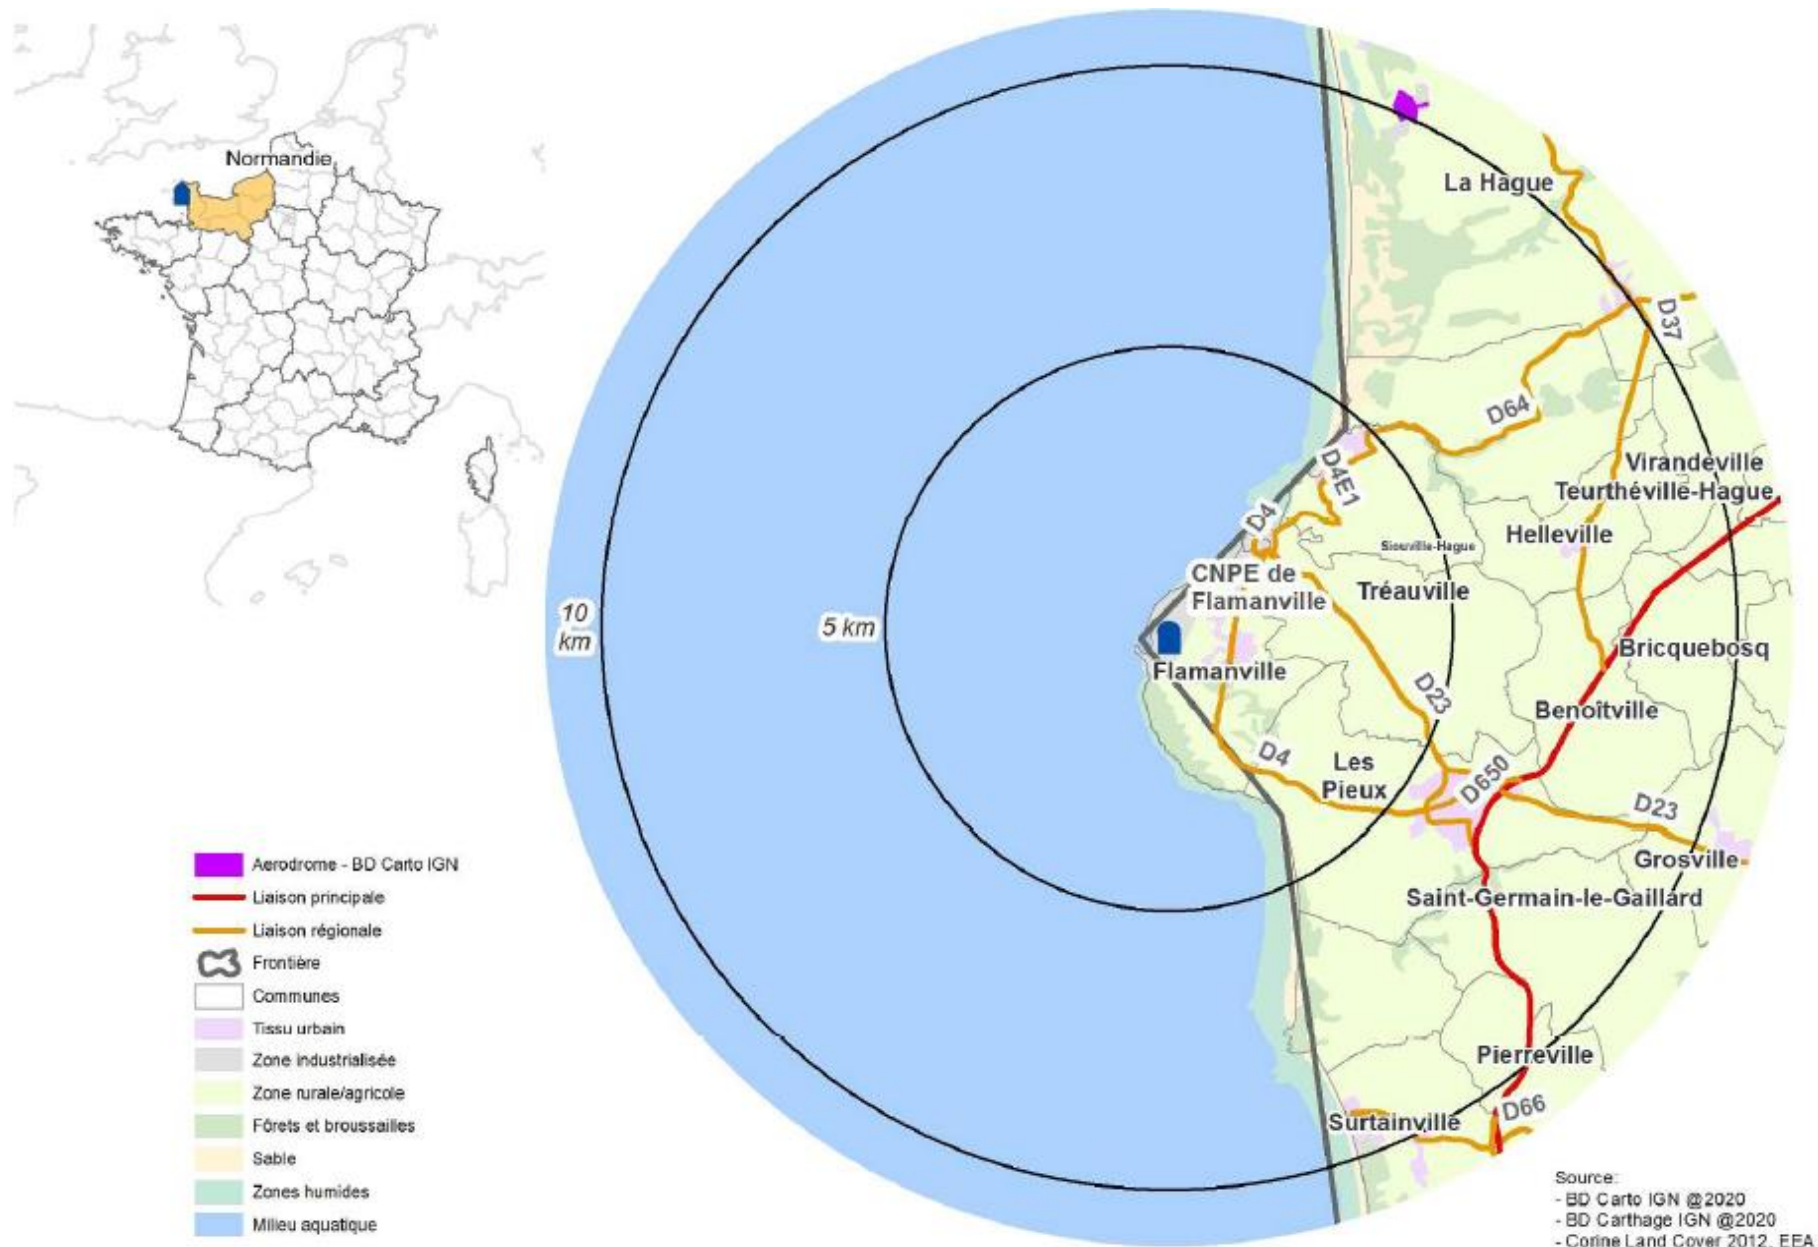 Normandie
La Hague
D37
D64
Virandeville
Teurthéville-Hague
D4E1
D4
Helleville
Siouville-Hague
CNPE de
Flamanville
Tréauville
10
km
5 km
Bricquebosq
Flamanville
D23
Benoîtville
D4
Les
Pieux
D650
D23
Grosville
Saint-Germain-le-Gaillard
Pierreville
D66
Surtainville
Aerodrome - BD Carto IGN
Liaison principale
Liaison régionale
Frontière
Communes
Tissu urbain
Zone industrialisée
Zone rurale/agricole
Fôrets et broussailles
Sable
Zones humides
Milieu aquatique
Source:
- BD Carto IGN @2020
- BD Carthage IGN @2020
- Corine Land Cover 2012, EEA